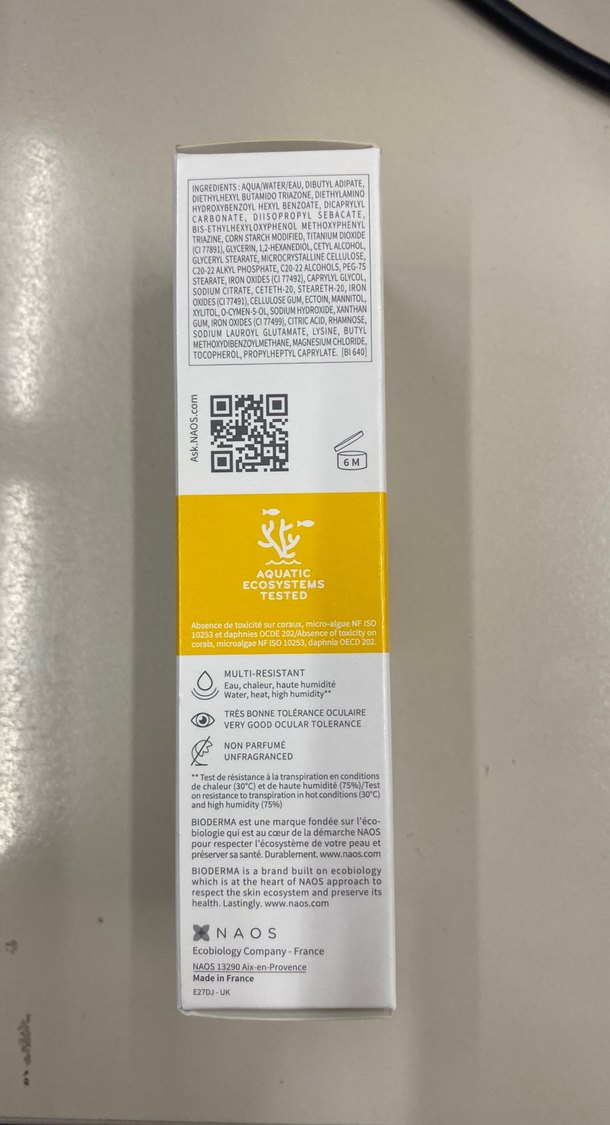 INGREDIENTS : AQUA/WATER/EAU, DIBUTYL ADIPATE,
DIETHYLHEXYL BUTAMIDO TRIAZONE, DIETHYLAMINO
HYDROXYBENZOYL HEXYL BENZOATE, DICAPRYLYL
CARBONATE, DIISOPROPYL SEBACATE,
BIS-ETHYLHEXYLOXYPHENOL METHOXYPHENYL
TRIAZINE, CORN STARCH MODIFIED, TITANIUM DIOXIDE
(CI 77891), GLYCERIN, 1,2-HEXANEDIOL, CETYL ALCOHOL,
GLYCERYL STEARATE, MICROCRYSTALLINE CELLULOSE,
C20-22 ALKYL PHOSPHATE, C20-22 ALCOHOLS, PEG-75
STEARATE, IRON OXIDES (CI 77492), CAPRYLYL GLYCOL,
SODIUM CITRATE, CETETH-20, STEARETH-20, IRON
OXIDES (CI 77491), CELLULOSE GUM, ECTOIN, MANNITOL,
XYLITOL, O-CYMEN-5-OL, SODIUM HYDROXIDE, XANTHAN
GUM, IRON OXIDES (CI 77499), CITRIC ACID, RHAMNOSE,
SODIUM LAUROYL GLUTAMATE, LYSINE, BUTYL
METHOXYDIBENZOYLMETHANE, MAGNESIUM CHLORIDE,
TOCOPHEROL, PROPYLHEPTYL CAPRYLATE. [BI 640]
Ask.NAOS.com
6 M
AQUATIC
ECOSYSTEMS
TESTED
Absence de toxicité sur coraux, micro-algue NF ISO
10253 et daphnies OCDE 202/Absence of toxicity on
corals, microalgae NF ISO 10253, daphnia OECD 202.
MULTI-RESISTANT
Eau, chaleur, haute humidité
Water, heat, high humidity**
TRÈS BONNE TOLÉRANCE OCULAIRE
VERY GOOD OCULAR TOLERANCE
NON PARFUMÉ
UNFRAGRANCED
** Test de résistance à la transpiration en conditions
de chaleur (30°C) et de haute humidité (75%)/Test
on resistance to transpiration in hot conditions (30°C)
and high humidity (75%)
BIODERMA est une marque fondée sur l'éco-
biologie qui est au cœur de la démarche NAOS
pour respecter l'écosystème de votre peau et
préserver sa santé. Durablement. www.naos.com
BIODERMA is a brand built on ecobiology
which is at the heart of NAOS approach to
respect the skin ecosystem and preserve its
health. Lastingly. www.naos.com
NAOS
Ecobiology Company - France
NAOS 13290 Aix-en-Provence
Made in France
E27DJ - UK